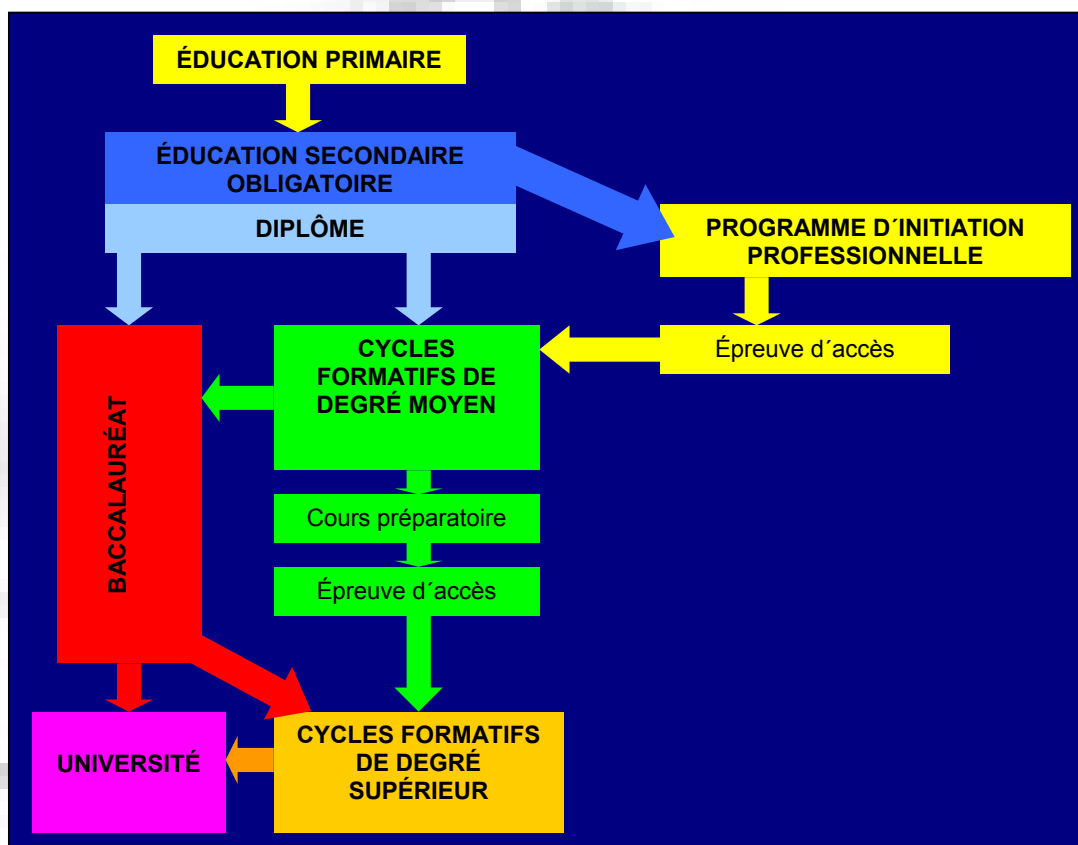 ÉDUCATION PRIMAIRE
ÉDUCATION SECONDAIRE
OBLIGATOIRE
DIPLÔME
PROGRAMME D´INITIATION
PROFESSIONNELLE
Épreuve d´accès
CYCLES
FORMATIFS DE
DEGRÉ MOYEN
BACCALAURÉAT
Cours préparatoire
Épreuve d´accès
UNIVERSITÉ
CYCLES FORMATIFS
DE DEGRÉ
SUPÉRIEUR